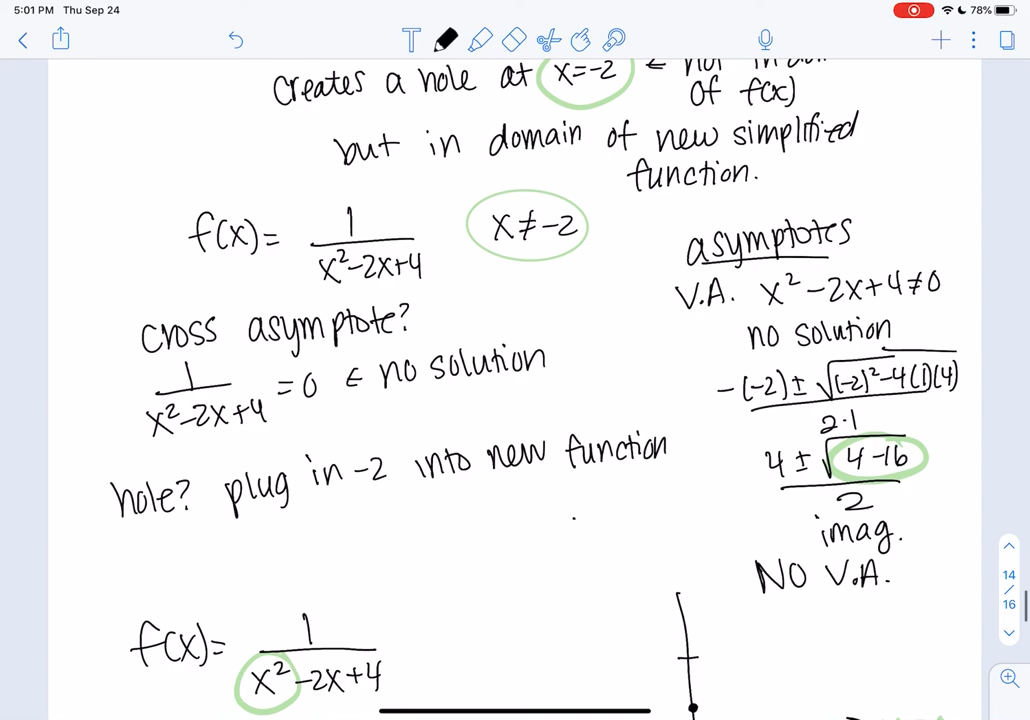 5:01 PM Thu Sep 24
78%
T
creates a hole at x=-2 ∈ not in
of f(x)
but in domain of new simplified
function.
f(x)= 1/(x²-2x+4) x≠-2
asymptotes
V.A. x²-2x+4≠0
no solution
cross asymptote?
1/(x²-2x+4) =0 ∈ no solution
-(-2)±√((-2)²-4(1)(4))
2·1
hole? plug in -2 into new function
4±√(4-16)
2
imag.
NO V.A.
f(x)= 1/(x²-2x+4)
14
/
16